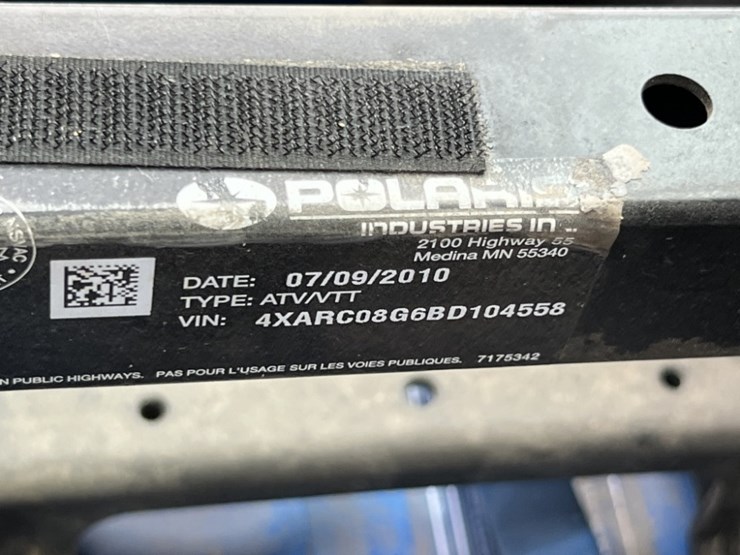 POLARIS
INDUSTRIES IN
2100 Highway 55
Medina MN 55340
DATE: 07/09/2010
TYPE: ATV/VTT
VIN: 4XARC08G6BD104558
N PUBLIC HIGHWAYS. PAS POUR L'USAGE SUR LES VOIES PUBLIQUES. 7175342